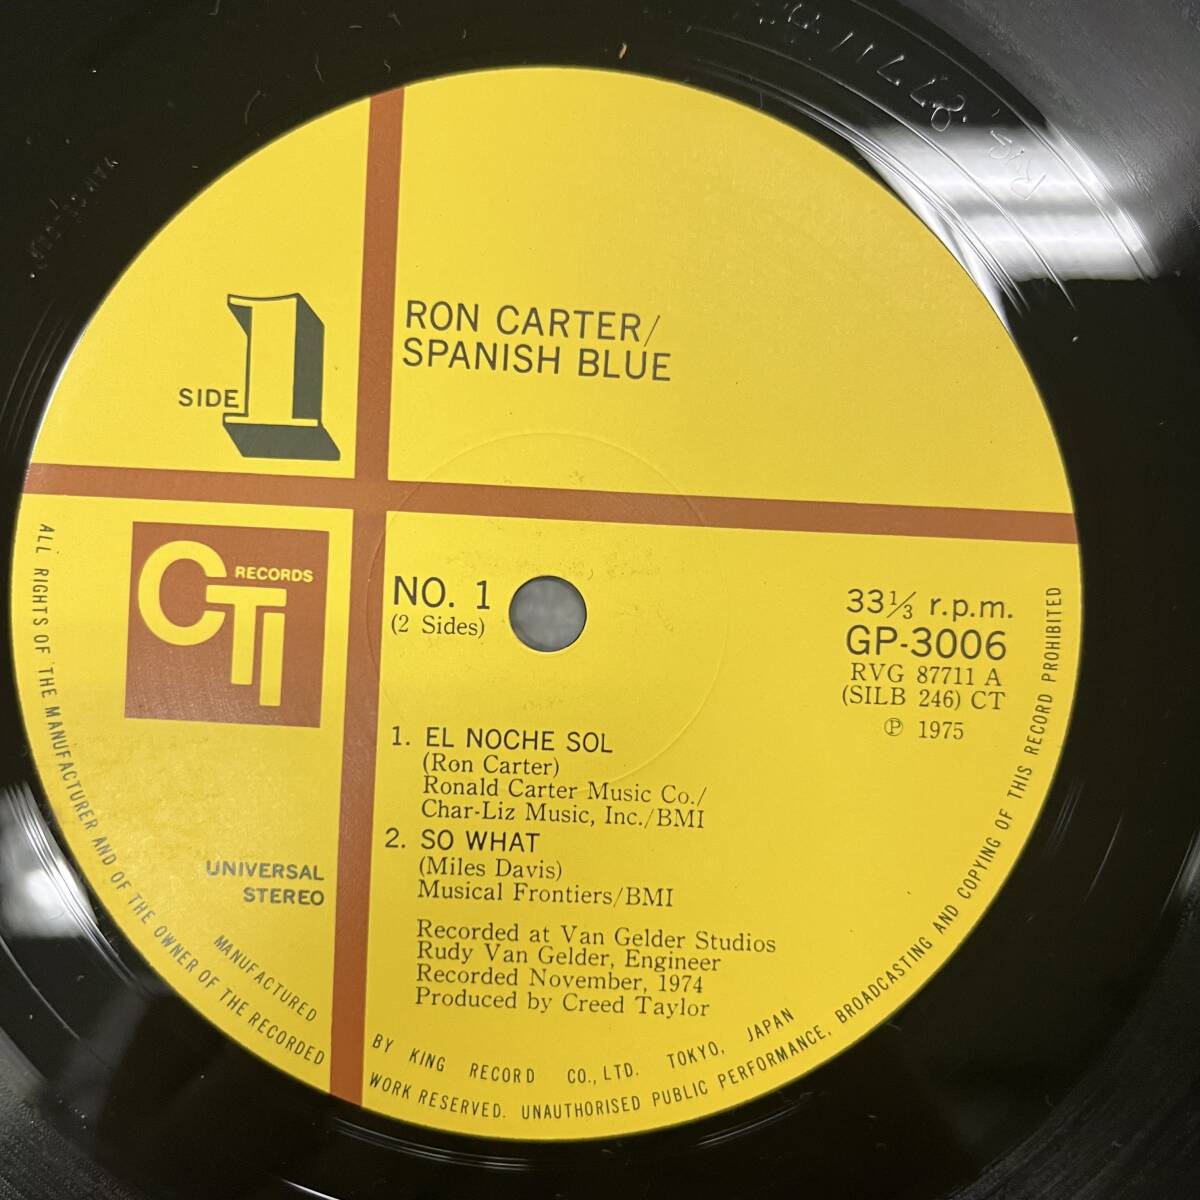 RON CARTER/
SPANISH BLUE
SIDE 1
CTI RECORDS
NO. 1
(2 Sides)
33⅓ r.p.m.
GP-3006
RVG 87711 A
(SILB 246) CT
℗ 1975
1. EL NOCHE SOL
(Ron Carter)
Ronald Carter Music Co./
Char-Liz Music, Inc./BMI
2. SO WHAT
(Miles Davis)
Musical Frontiers/BMI
UNIVERSAL
STEREO
Recorded at Van Gelder Studios
Rudy Van Gelder, Engineer
Recorded November, 1974
Produced by Creed Taylor
MANUFACTURED BY KING RECORD CO., LTD. TOKYO, JAPAN
ALL RIGHTS OF THE MANUFACTURER AND OF THE OWNER OF THE RECORDED WORK RESERVED. UNAUTHORISED PUBLIC PERFORMANCE, BROADCASTING AND COPYING OF THIS RECORD PROHIBITED